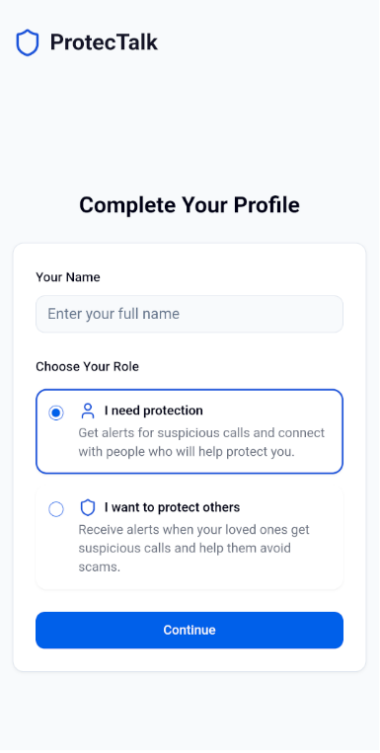 ProtecTalk
Complete Your Profile
Your Name
Enter your full name
Choose Your Role
I need protection
Get alerts for suspicious calls and connect
with people who will help protect you.
I want to protect others
Receive alerts when your loved ones get
suspicious calls and help them avoid
scams.
Continue